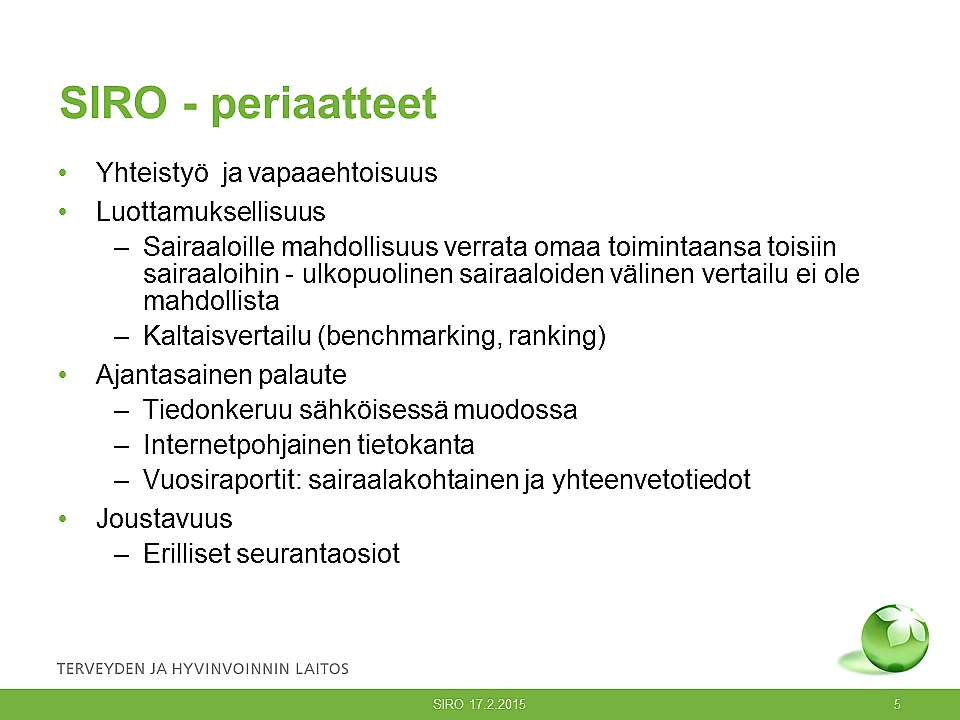 SIRO - periaatteet
• Yhteistyö ja vapaaehtoisuus
• Luottamuksellisuus
– Sairaaloille mahdollisuus verrata omaa toimintaansa toisiin
sairaaloihin - ulkopuolinen sairaaloiden välinen vertailu ei ole
mahdollista
– Kaltaisvertailu (benchmarking, ranking)
• Ajantasainen palaute
– Tiedonkeruu sähköisessä muodossa
– Internetpohjainen tietokanta
– Vuosiraportit: sairaalakohtainen ja yhteenvetotiedot
• Joustavuus
– Erilliset seurantaosiot
TERVEYDEN JA HYVINVOINNIN LAITOS
SIRO 17.2.2015
5